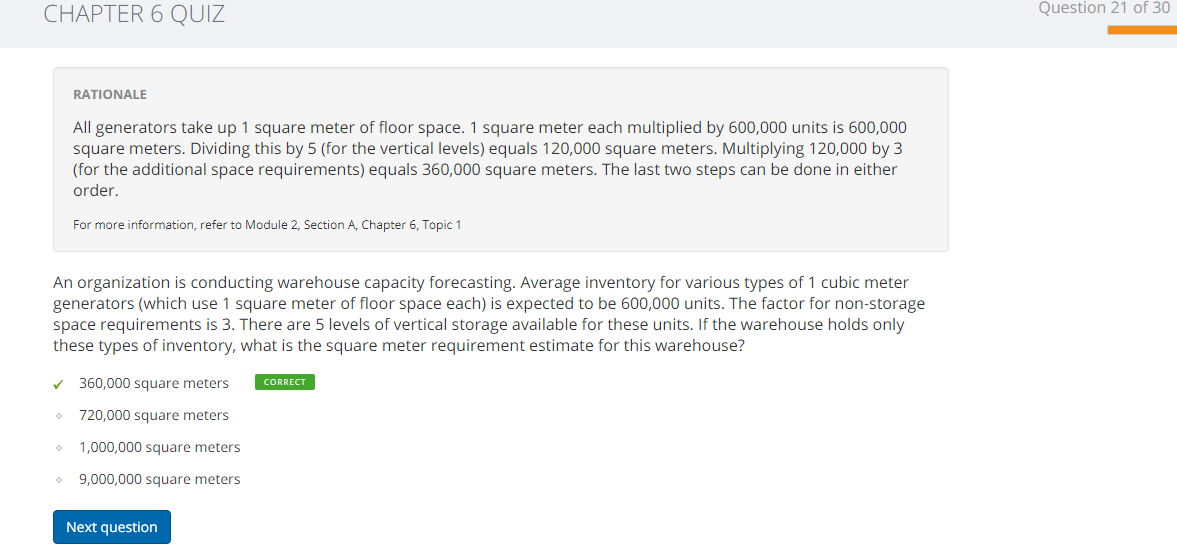 CHAPTER 6 QUIZ
Question 21 of 30
RATIONALE
All generators take up 1 square meter of floor space. 1 square meter each multiplied by 600,000 units is 600,000
square meters. Dividing this by 5 (for the vertical levels) equals 120,000 square meters. Multiplying 120,000 by 3
(for the additional space requirements) equals 360,000 square meters. The last two steps can be done in either
order.
For more information, refer to Module 2, Section A, Chapter 6, Topic 1
An organization is conducting warehouse capacity forecasting. Average inventory for various types of 1 cubic meter
generators (which use 1 square meter of floor space each) is expected to be 600,000 units. The factor for non-storage
space requirements is 3. There are 5 levels of vertical storage available for these units. If the warehouse holds only
these types of inventory, what is the square meter requirement estimate for this warehouse?
360,000 square meters CORRECT
720,000 square meters
1,000,000 square meters
9,000,000 square meters
Next question